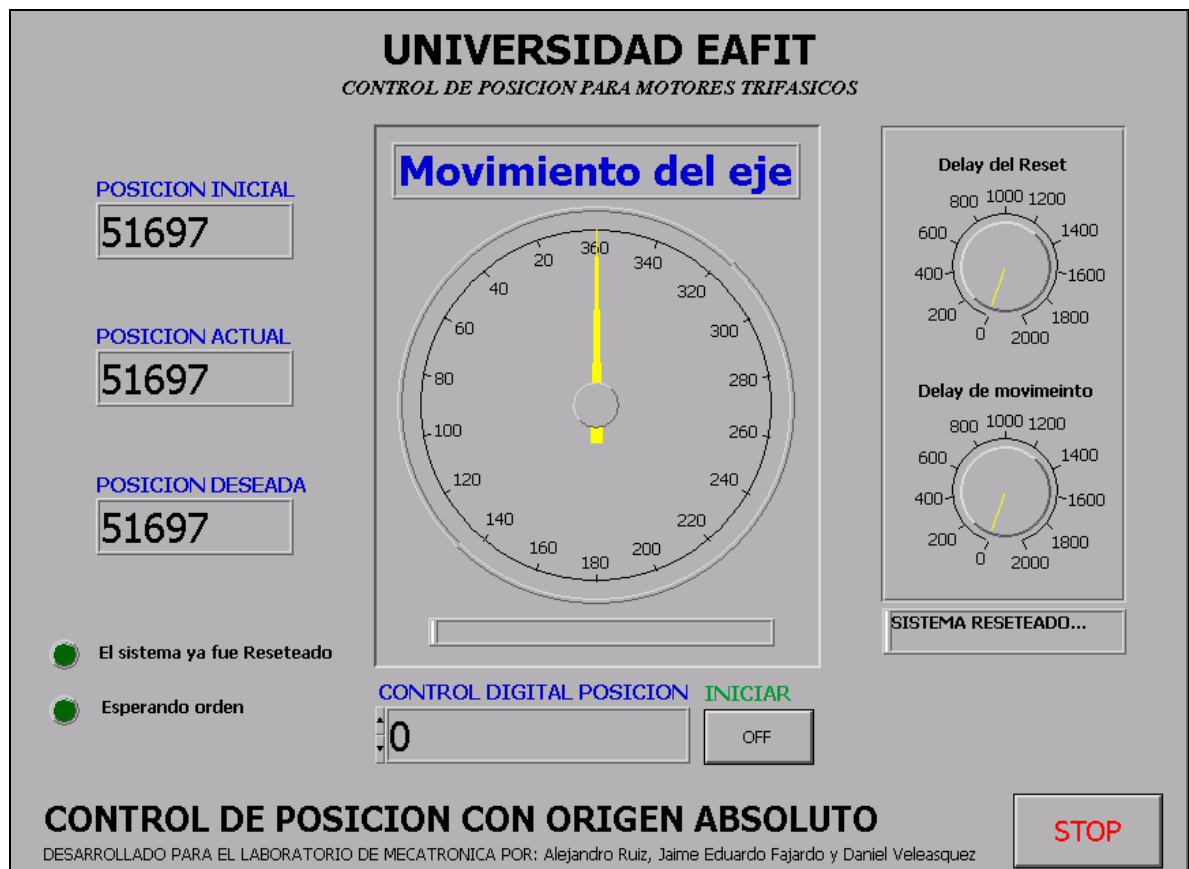 UNIVERSIDAD EAFIT
CONTROL DE POSICION PARA MOTORES TRIFASICOS
POSICION INICIAL
51697
POSICION ACTUAL
51697
POSICION DESEADA
51697
El sistema ya fue Reseteado
Esperando orden
Movimiento del eje
360
20
340
40
320
60
300
80
280
100
260
120
240
140
220
160
200
180
CONTROL DIGITAL POSICION
0
INICIAR
OFF
Delay del Reset
800 1000 1200
600 1400
400 1600
200 1800
0 2000
Delay de movimeinto
800 1000 1200
600 1400
400 1600
200 1800
0 2000
SISTEMA RESETEADO...
CONTROL DE POSICION CON ORIGEN ABSOLUTO
DESARROLLADO PARA EL LABORATORIO DE MECATRONICA POR: Alejandro Ruiz, Jaime Eduardo Fajardo y Daniel Veleasquez
STOP